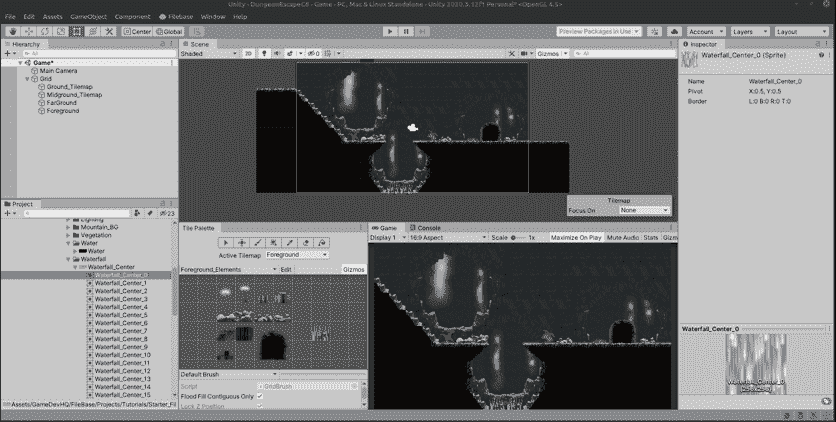 Unity - DungeonEscapeC6 - Game - PC, Mac & Linux Standalone - Unity 2020.3.12f1 Personal* <OpenGL 4.5>
File Edit Assets GameObject Component FileBase Window Help
Center Global Preview Packages in Use Accounts Layers Layout
Hierarchy
All
Game*
Main Camera
Grid
Ground_Tilemap
Midground_Tilemap
FarGround
Foreground
Scene
Shaded 2D Gizmos All
Tilemap
Focus On None
Inspector
Waterfall_Center_0 (Sprite)
Name Waterfall_Center_0
Pivot X:0.5, Y:0.5
Border L:0 B:0 R:0 T:0
Project
23
Lighting
Mountain_BG
Vegetation
Water
Water
Waterfall
Waterfall_Center
Waterfall_Center_0
Waterfall_Center_1
Waterfall_Center_2
Waterfall_Center_3
Waterfall_Center_4
Waterfall_Center_5
Waterfall_Center_6
Waterfall_Center_7
Waterfall_Center_8
Waterfall_Center_9
Waterfall_Center_10
Waterfall_Center_11
Waterfall_Center_12
Waterfall_Center_13
Waterfall_Center_14
Waterfall_Center_15
Assets/GameDevHQ/FileBase/Projects/Tutorials/Starter_Fil
Tile Palette
Active Tilemap Foreground
Foreground_Elements Edit Gizmos
Default Brush
Script GridBrush
Flood Fill Contiguous Only
Lock Z Position
Game Console
Display 1 16:9 Aspect Scale 1x Maximize On Play Mute Audio Stats Gizm
Waterfall_Center_0
Waterfall_Center_0